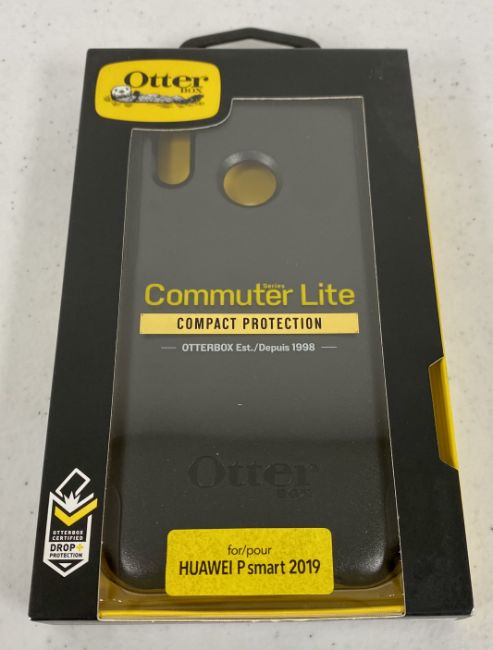 Otter
BOX
Series
Commuter Lite
COMPACT PROTECTION
OTTERBOX Est./Depuis 1998
Otter
BOX
OTTERBOX
CERTIFIED
DROP+
PROTECTION
for/pour
HUAWEI P smart 2019